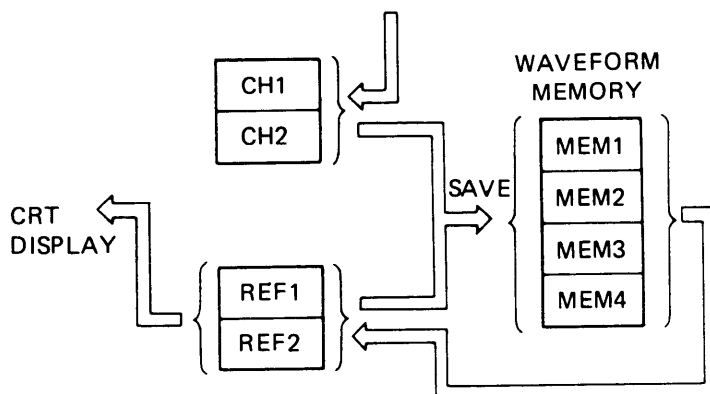 CH1
CH2
WAVEFORM
MEMORY
MEM1
MEM2
MEM3
MEM4
SAVE
CRT
DISPLAY
REF1
REF2